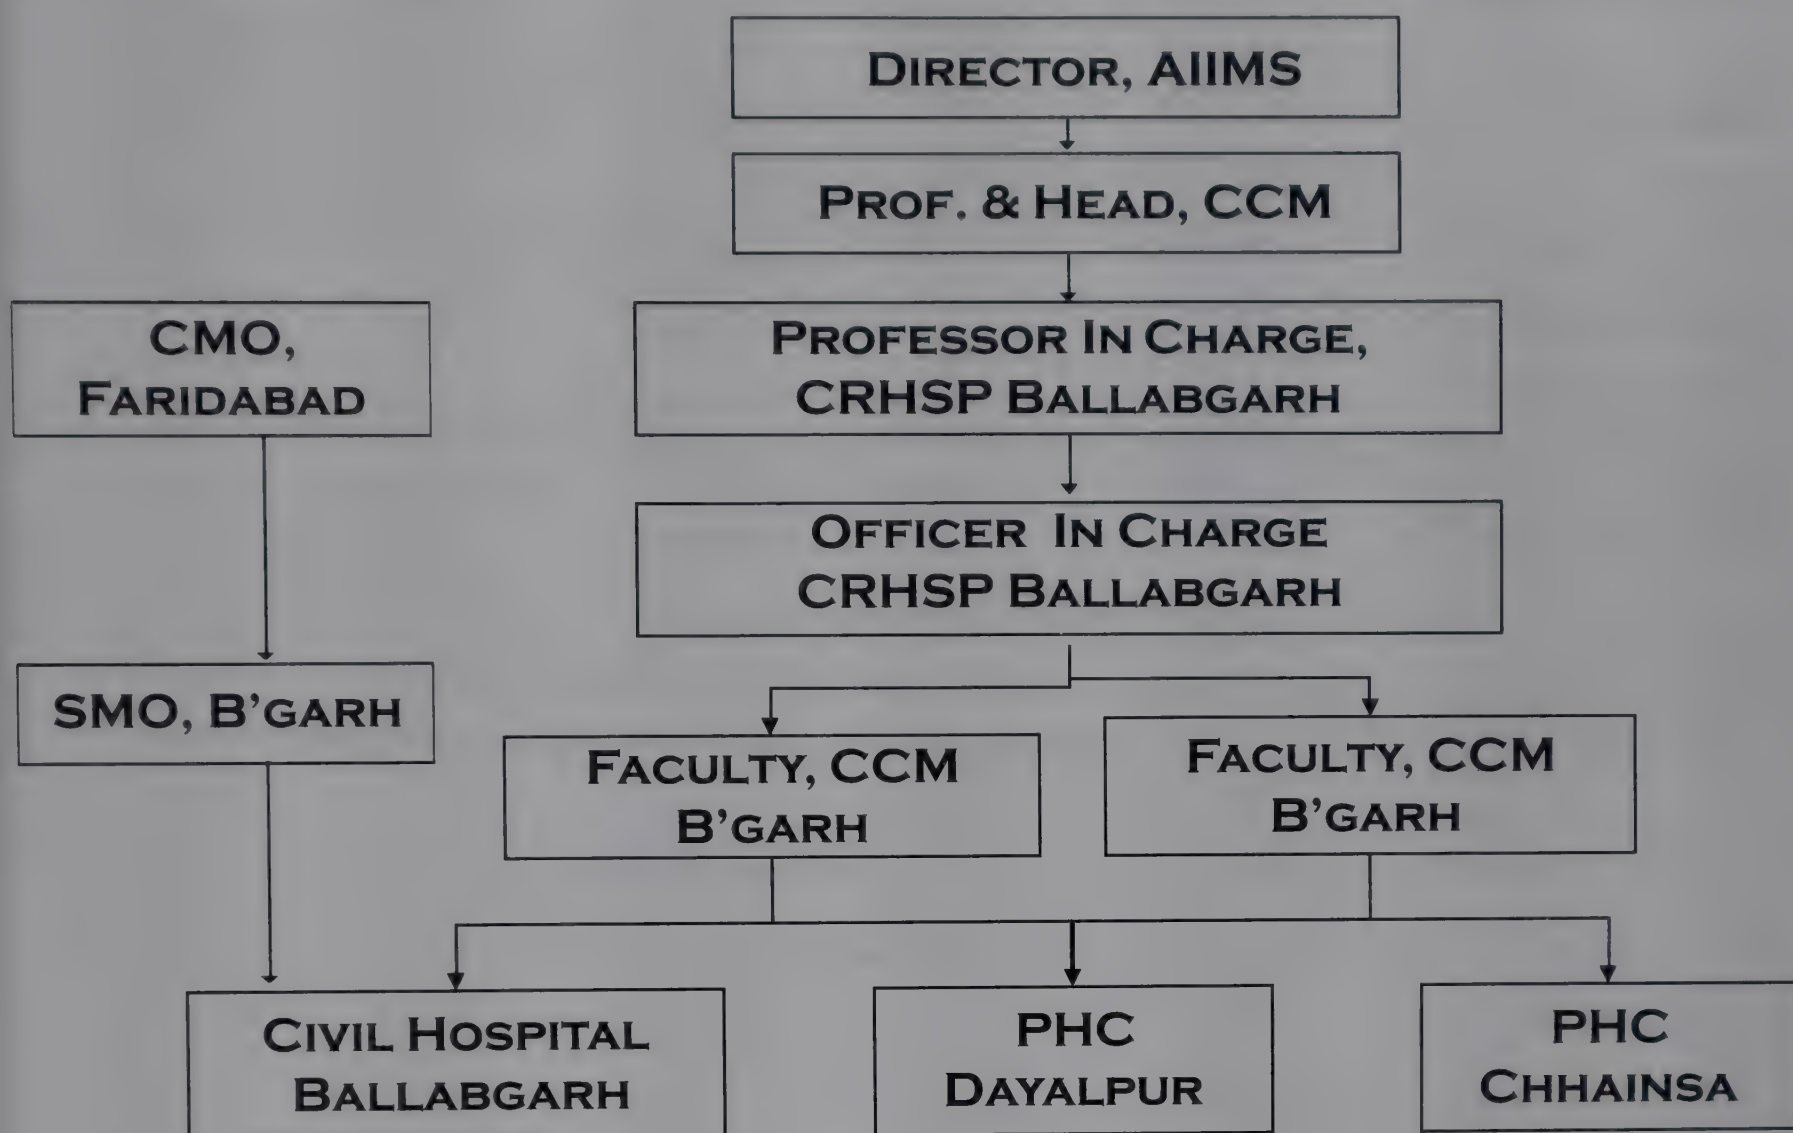 DIRECTOR, AIIMS
PROF. & HEAD, CCM
CMO,
FARIDABAD
PROFESSOR IN CHARGE,
CRHSP BALLABGARH
OFFICER IN CHARGE
CRHSP BALLABGARH
SMO, B'GARH
FACULTY, CCM
B'GARH
FACULTY, CCM
B'GARH
CIVIL HOSPITAL
BALLABGARH
PHC
DAYALPUR
PHC
CHHAINSA